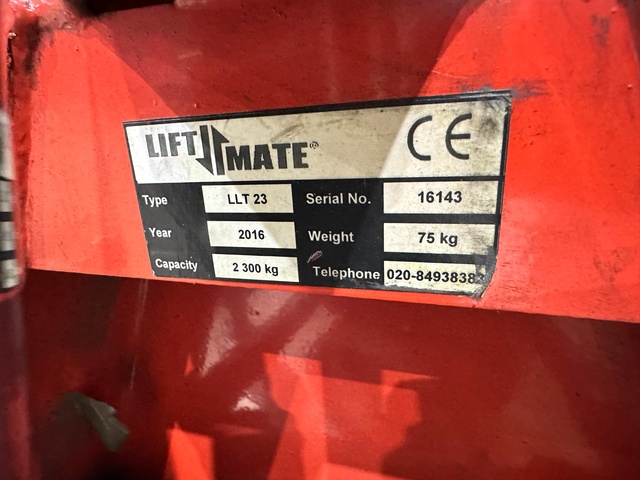 LIFT MATE® CE
Type LLT 23 Serial No. 16143
Year 2016 Weight 75 kg
Capacity 2 300 kg Telephone